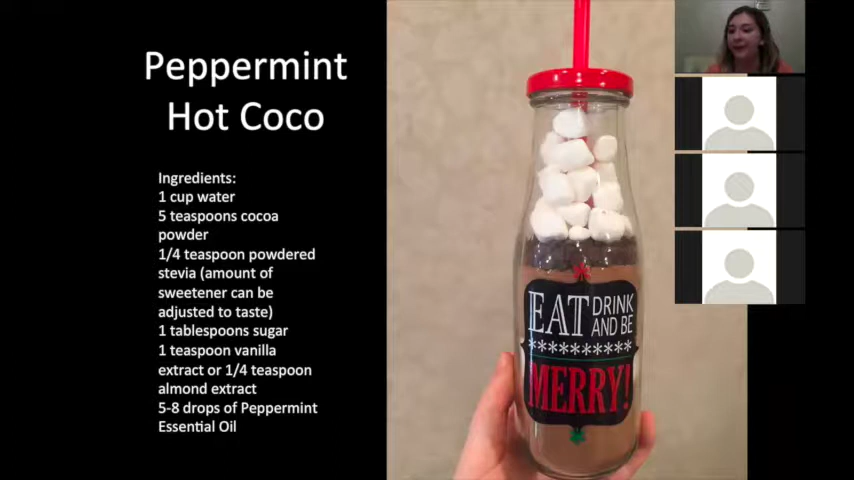 Peppermint
Hot Coco
Ingredients:
1 cup water
5 teaspoons cocoa
powder
1/4 teaspoon powdered
stevia (amount of
sweetener can be
adjusted to taste)
1 tablespoons sugar
1 teaspoon vanilla
extract or 1/4 teaspoon
almond extract
5-8 drops of Peppermint
Essential Oil
EAT DRINK
AND BE
MERRY!